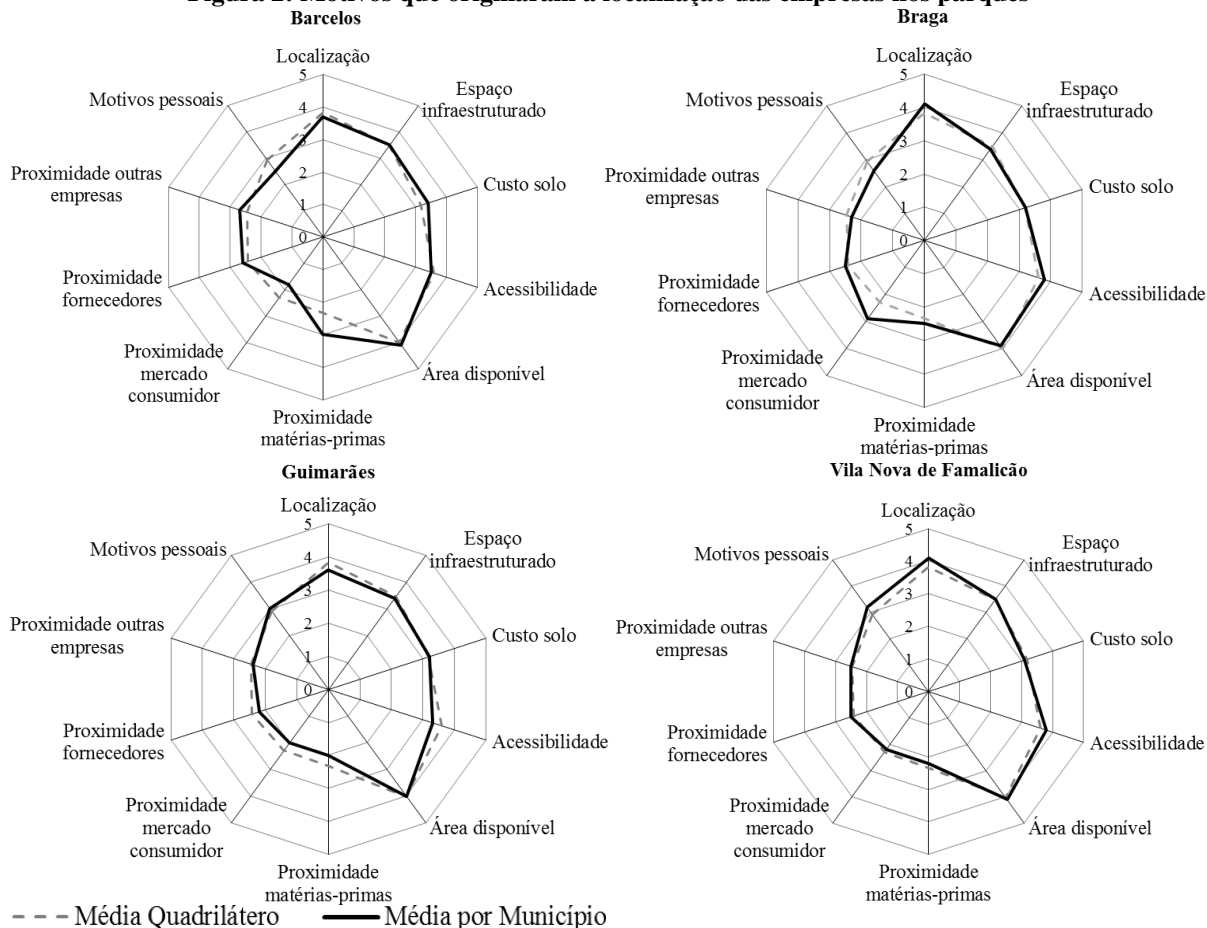 Figura 2: Motivos que originaram a localização das empresas nos parques
Barcelos
Localização
Espaço
infraestruturado
Custo solo
Acessibilidade
Área disponível
Proximidade
matérias-primas
Proximidade
mercado
consumidor
Proximidade
fornecedores
Proximidade outras
empresas
Motivos pessoais
5
4
3
2
1
0
Braga
Localização
Espaço
infraestruturado
Custo solo
Acessibilidade
Área disponível
Proximidade
matérias-primas
Proximidade
mercado
consumidor
Proximidade
fornecedores
Proximidade outras
empresas
Motivos pessoais
5
4
3
2
1
0
Guimarães
Localização
Espaço
infraestruturado
Custo solo
Acessibilidade
Área disponível
Proximidade
matérias-primas
Proximidade
mercado
consumidor
Proximidade
fornecedores
Proximidade outras
empresas
Motivos pessoais
5
4
3
2
1
0
Vila Nova de Famalicão
Localização
Espaço
infraestruturado
Custo solo
Acessibilidade
Área disponível
Proximidade
matérias-primas
Proximidade
mercado
consumidor
Proximidade
fornecedores
Proximidade outras
empresas
Motivos pessoais
5
4
3
2
1
0
Média Quadrilátero
Média por Município